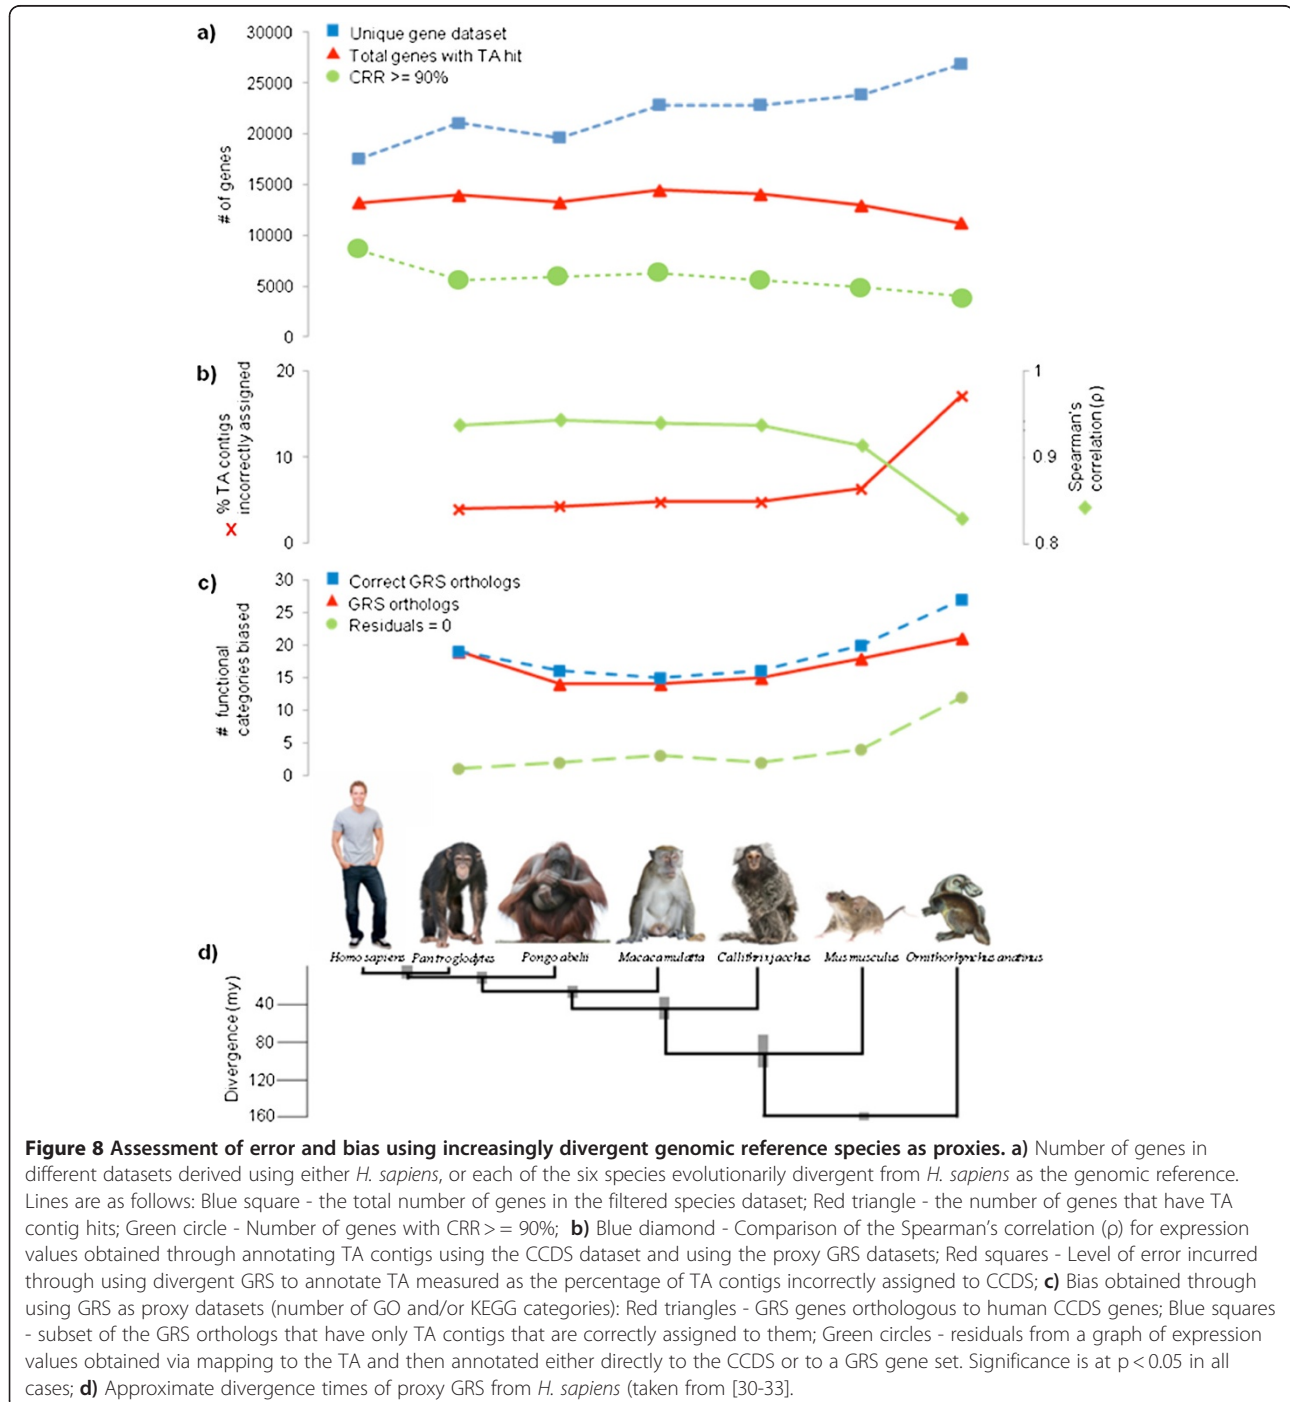 a)
30000
25000
20000
15000
10000
5000
0
# of genes
Unique gene dataset
Total genes with TA hit
CRR >= 90%
b)
20
10
0
% TA contigs
incorrectly assigned
1
0.9
0.8
Spearman's
correlation (ρ)
c)
30
25
20
15
10
5
0
# functional
categories biased
Correct GRS orthologs
GRS orthologs
Residuals = 0
d)
Homo sapiens Pan troglodytes Pongo abelii Macaca mulatta Callithrix jacchus Mus musculus Ornithorhynchus anatinus
Divergence (my)
40
80
120
160
Figure 8 Assessment of error and bias using increasingly divergent genomic reference species as proxies. a) Number of genes in
different datasets derived using either H. sapiens, or each of the six species evolutionarily divergent from H. sapiens as the genomic reference.
Lines are as follows: Blue square - the total number of genes in the filtered species dataset; Red triangle - the number of genes that have TA
contig hits; Green circle - Number of genes with CRR > = 90%; b) Blue diamond - Comparison of the Spearman's correlation (ρ) for expression
values obtained through annotating TA contigs using the CCDS dataset and using the proxy GRS datasets; Red squares - Level of error incurred
through using divergent GRS to annotate TA measured as the percentage of TA contigs incorrectly assigned to CCDS; c) Bias obtained through
using GRS as proxy datasets (number of GO and/or KEGG categories): Red triangles - GRS genes orthologous to human CCDS genes; Blue squares
- subset of the GRS orthologs that have only TA contigs that are correctly assigned to them; Green circles - residuals from a graph of expression
values obtained via mapping to the TA and then annotated either directly to the CCDS or to a GRS gene set. Significance is at p < 0.05 in all
cases; d) Approximate divergence times of proxy GRS from H. sapiens (taken from [30-33].